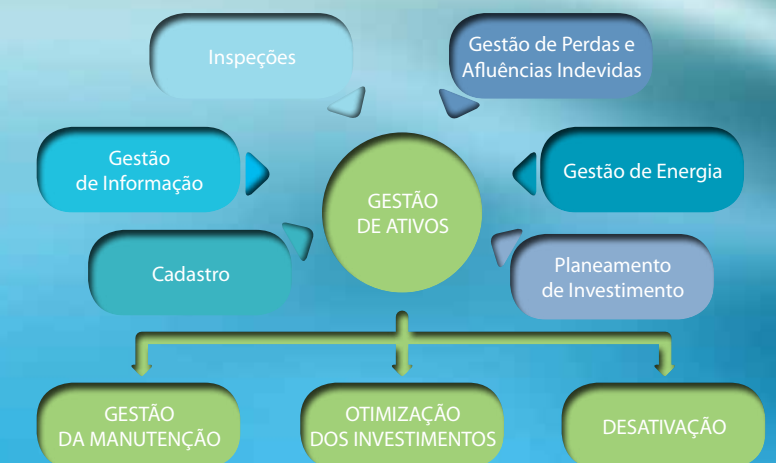 Inspeções
Gestão de Perdas e
Afluências Indevidas
Gestão
de Informação
Gestão de Energia
GESTÃO
DE ATIVOS
Cadastro
Planeamento
de Investimento
GESTÃO
DA MANUTENÇÃO
OTIMIZAÇÃO
DOS INVESTIMENTOS
DESATIVAÇÃO